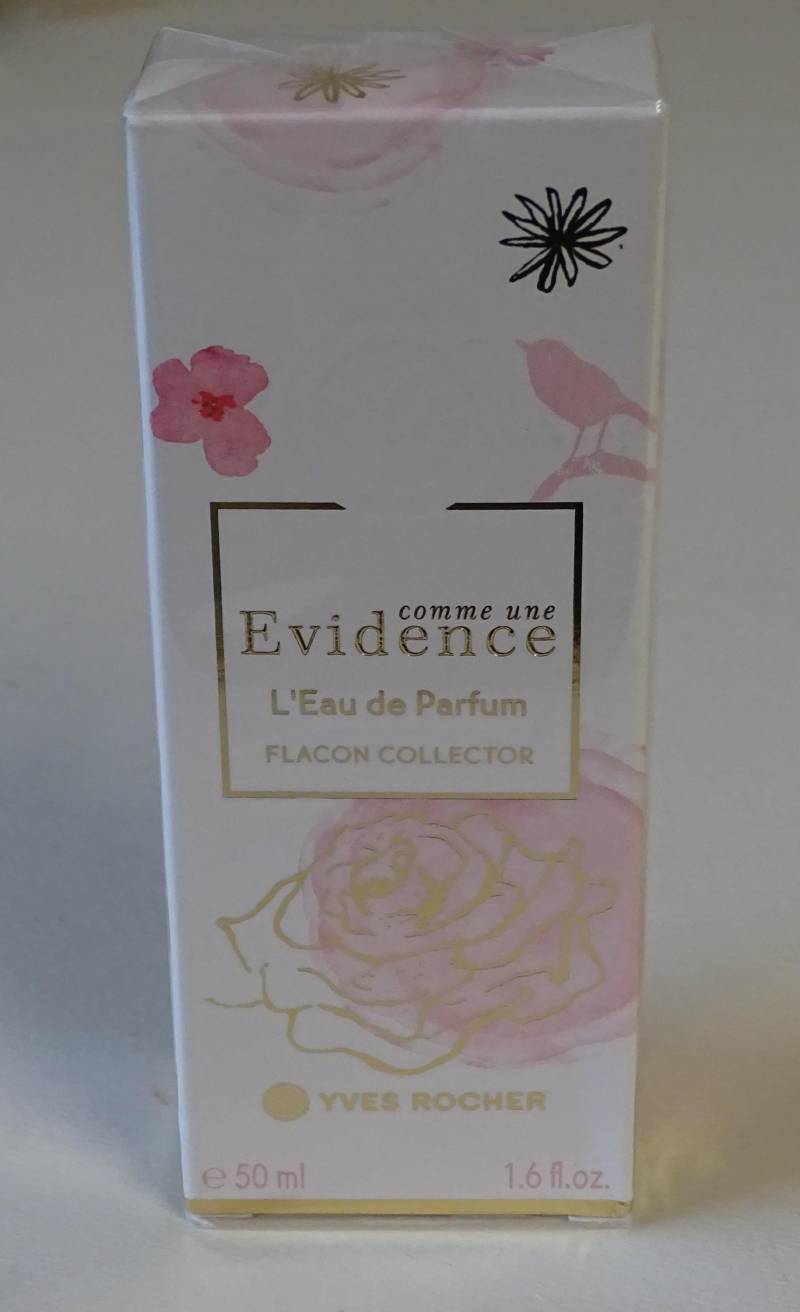 comme une
Evidence
L'Eau de Parfum
FLACON COLLECTOR
YVES ROCHER
℮ 50 ml 1.6 fl.oz.